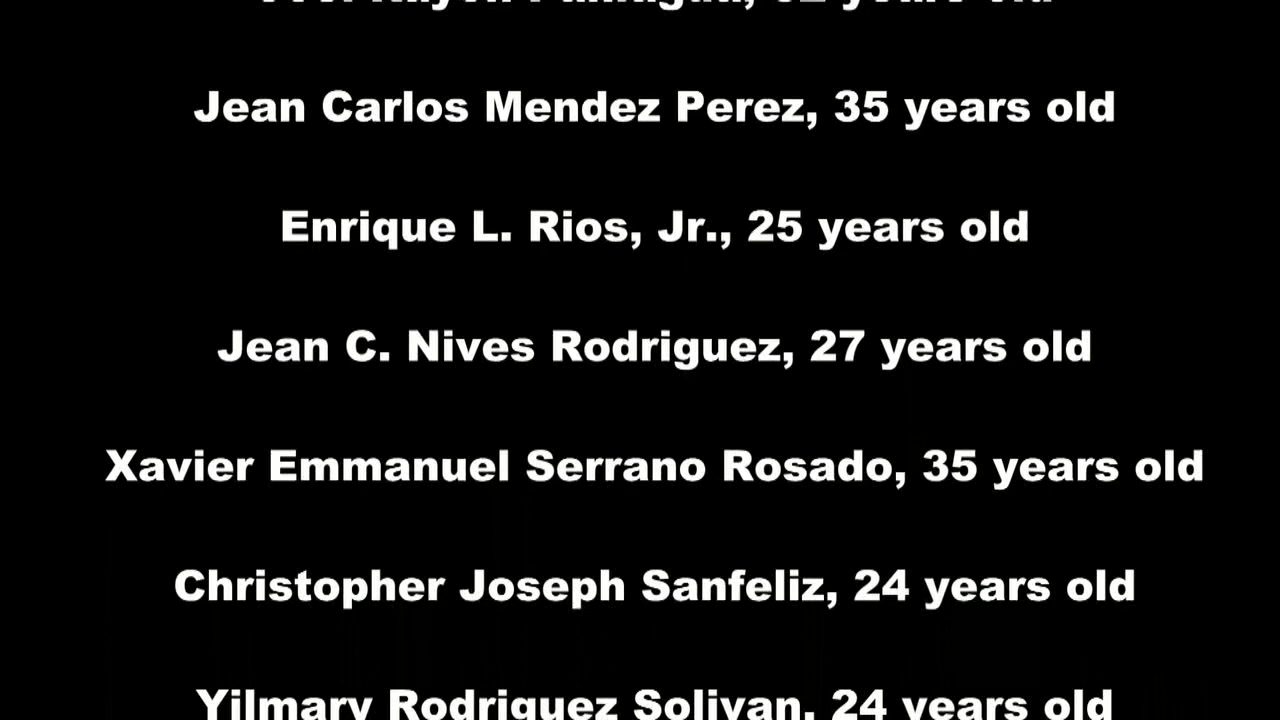 years old
Jean Carlos Mendez Perez, 35 years old
Enrique L. Rios, Jr., 25 years old
Jean C. Nives Rodriguez, 27 years old
Xavier Emmanuel Serrano Rosado, 35 years old
Christopher Joseph Sanfeliz, 24 years old
Yilmary Rodriguez Solivan, 24 years old